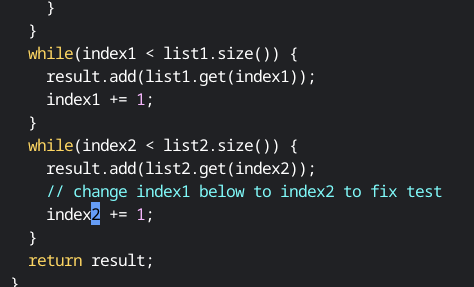 }
  }
  while(index1 < list1.size()) {
    result.add(list1.get(index1));
    index1 += 1;
  }
  while(index2 < list2.size()) {
    result.add(list2.get(index2));
    // change index1 below to index2 to fix test
    index2 += 1;
  }
  return result;
}